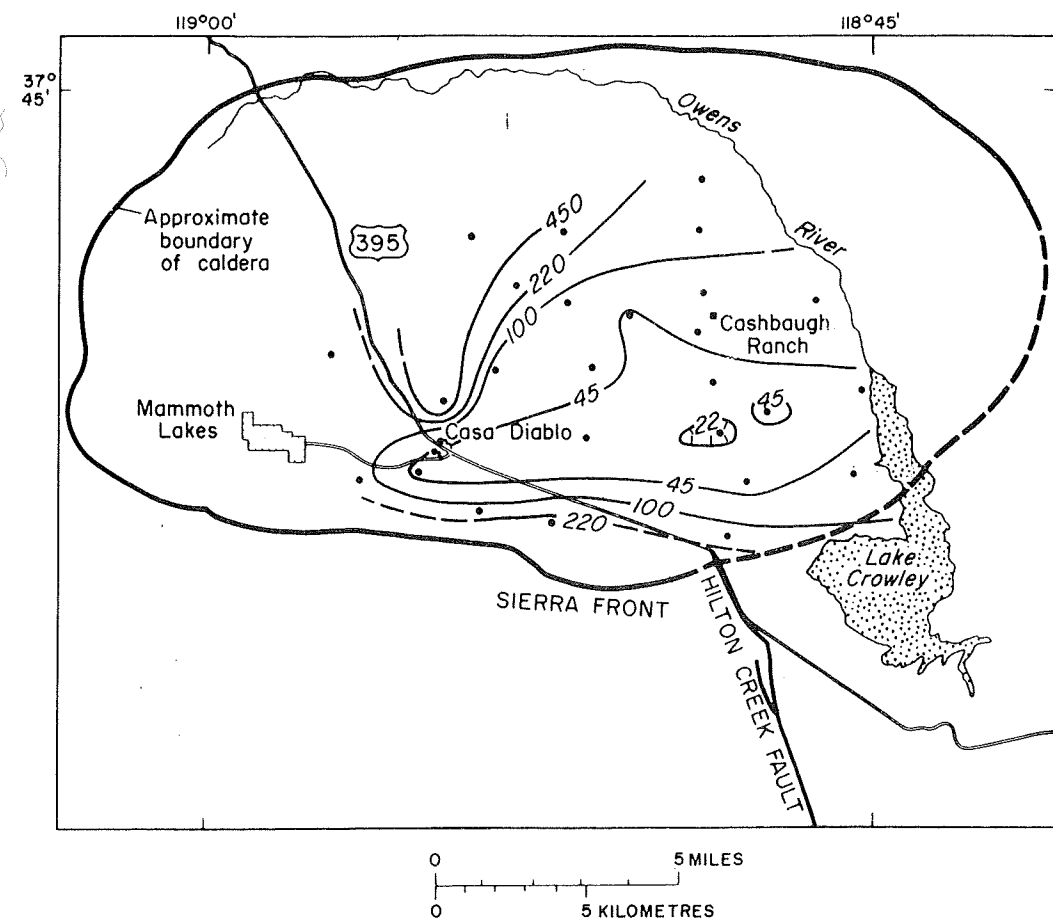 119°00'
118°45'
37°
45'
Owens
River
Approximate
boundary
of caldera
395
450
220
100
Cashbaugh
Ranch
45
45
22
Mammoth
Lakes
Casa Diablo
45
100
220
Lake
Crowley
SIERRA FRONT
HILTON CREEK FAULT
0 5 MILES
0 5 KILOMETRES